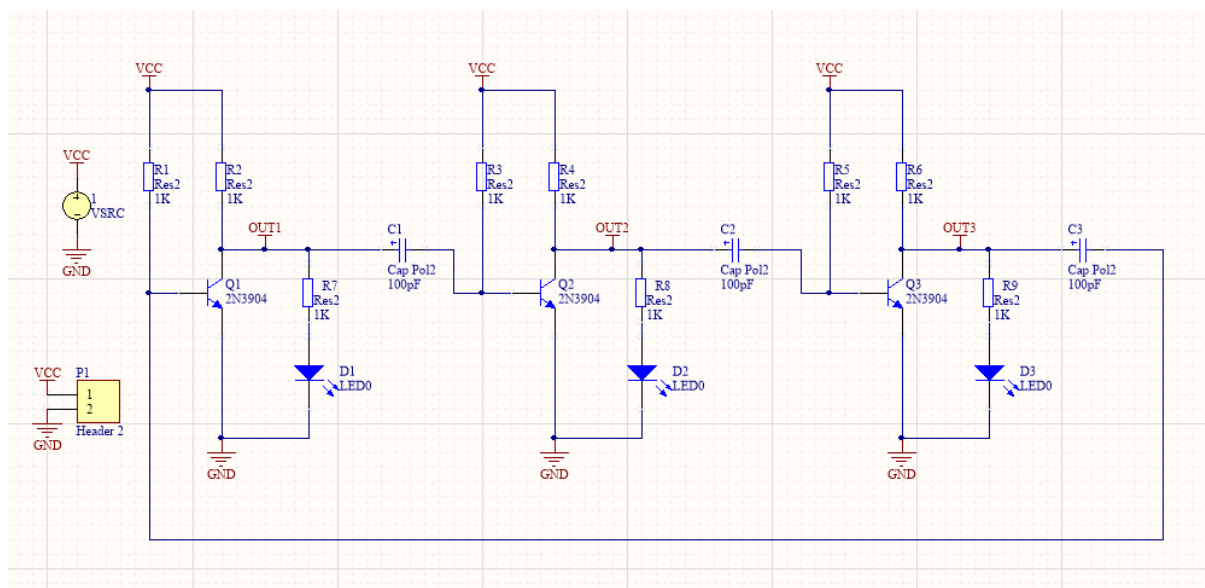 VCC
VCC
VCC
R1
Res2
1K
R2
Res2
1K
R3
Res2
1K
R4
Res2
1K
R5
Res2
1K
R6
Res2
1K
VCC
1
VSRC
GND
OUT1
C1
Cap Pol2
100pF
OUT2
C2
Cap Pol2
100pF
OUT3
C3
Cap Pol2
100pF
Q1
2N3904
R7
Res2
1K
Q2
2N3904
R8
Res2
1K
Q3
2N3904
R9
Res2
1K
D1
LED0
D2
LED0
D3
LED0
VCC
P1
1
2
Header 2
GND
GND
GND
GND